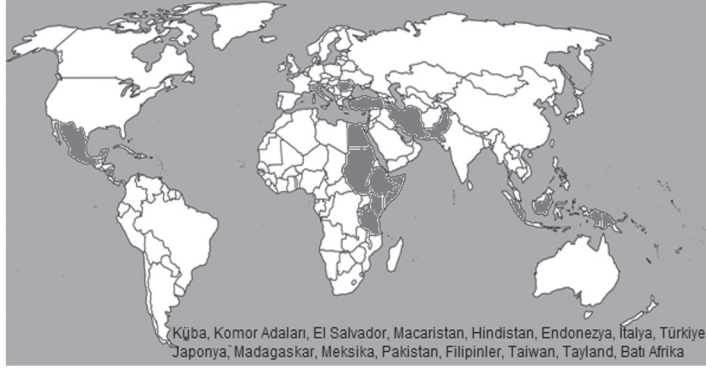 Küba, Komor Adaları, El Salvador, Macaristan, Hindistan, Endonezya, İtalya, Türkiye
Japonya, Madagaskar, Meksika, Pakistan, Filipinler, Taiwan, Tayland, Batı Afrika